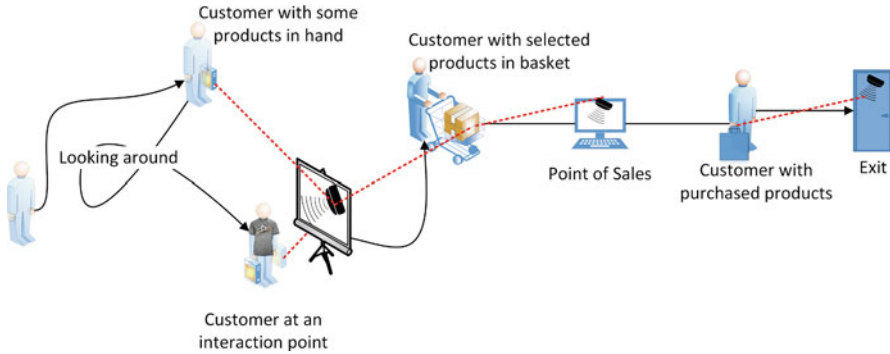 Customer with some
products in hand
Customer with selected
products in basket
Looking around
Point of Sales
Customer with
purchased products
Exit
Customer at an
interaction point